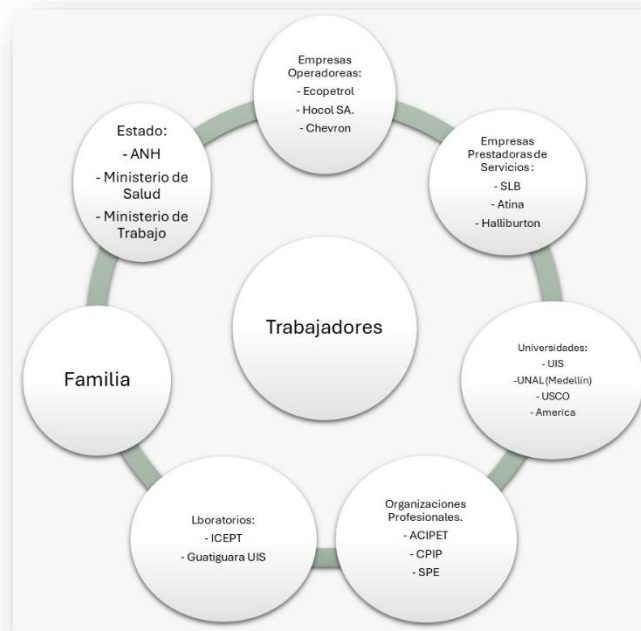 Empresas
Operadoreas:
- Ecopetrol
- Hocol SA.
- Chevron
Empresas
Prestadoras de
Servicios:
- SLB
- Atina
- Halliburton
Universidades:
- UIS
-UNAL (Medellín)
- USCO
- America
Organizaciones
Profesionales.
- ACIPET
- CPIP
- SPE
Lboratorios:
- ICEPT
- Guatiguara UIS
Familia
Estado:
- ANH
- Ministerio de
Salud
- Ministerio de
Trabajo
Trabajadores